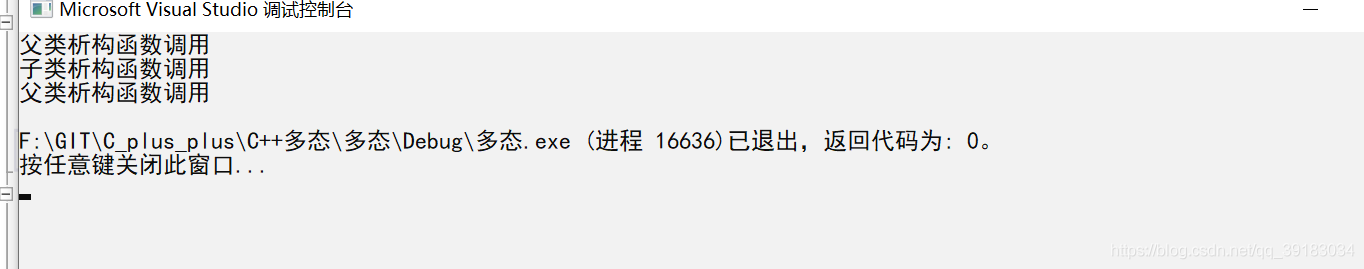 Microsoft Visual Studio 调试控制台
父类析构函数调用
子类析构函数调用
父类析构函数调用
F:\GIT\C_plus_plus\C++多态\多态\Debug\多态.exe (进程 16636)已退出，返回代码为: 0。
按任意键关闭此窗口...
https://blog.csdn.net/qq_39183034